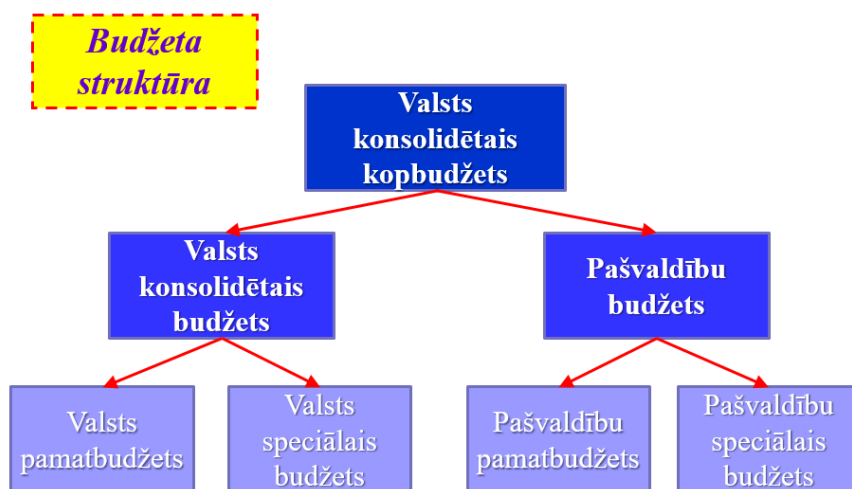 Budžeta
struktūra
Valsts
konsolidētais
kopbudžets
Valsts
konsolidētais
budžets
Pašvaldību
budžets
Valsts
pamatbudžets
Valsts
speciālais
budžets
Pašvaldību
pamatbudžets
Pašvaldību
speciālais
budžets